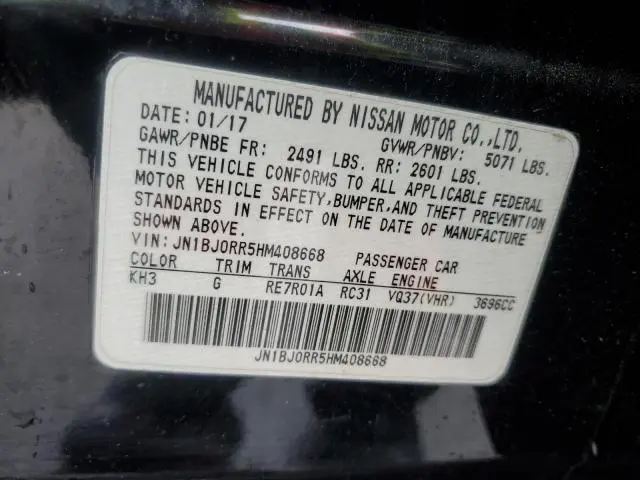 MANUFACTURED BY NISSAN MOTOR CO.,LTD.
DATE: 01/17 GVWR/PNBV: 5071 LBS.
GAWR/PNBE FR: 2491 LBS. RR: 2601 LBS.
THIS VEHICLE CONFORMS TO ALL APPLICABLE FEDERAL
MOTOR VEHICLE SAFETY,BUMPER,AND THEFT PREVENTION
STANDARDS IN EFFECT ON THE DATE OF MANUFACTURE
SHOWN ABOVE.
VIN:JN1BJ0RR5HM408668 PASSENGER CAR
COLOR TRIM TRANS AXLE ENGINE
KH3 G RE7R01A RC31 VQ37(VHR) 3696CC
JN1BJ0RR5HM408668